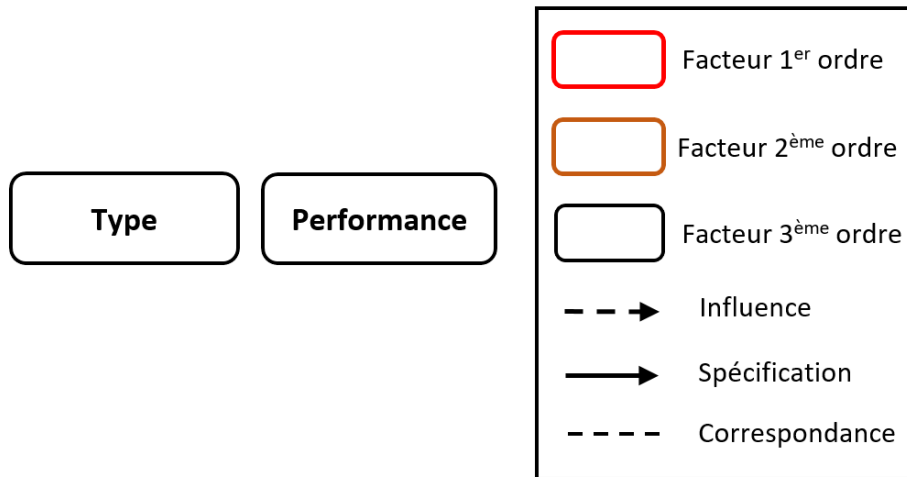 Type
Performance
Facteur 1er ordre
Facteur 2ème ordre
Facteur 3ème ordre
Influence
Spécification
Correspondance